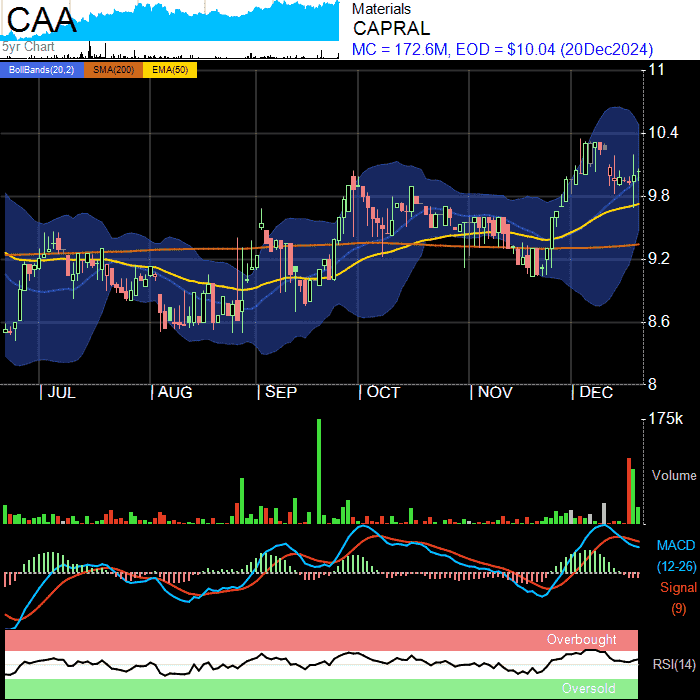 CAA
5yr Chart
Materials
CAPRAL
MC = 172.6M, EOD = $10.04 (20Dec2024)
BollBands(20,2) SMA(200) EMA(50)
11
10.4
9.8
9.2
8.6
8
JUL AUG SEP OCT NOV DEC
175k
Volume
MACD
(12-26)
Signal
(9)
Overbought
RSI(14)
Oversold